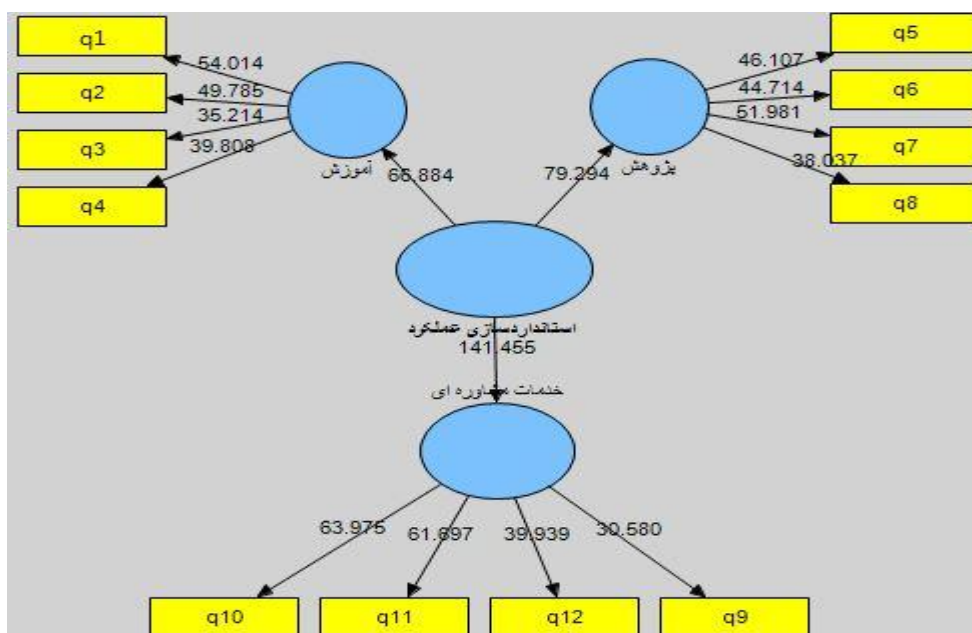 q1
q2
q3
q4
54.014
49.785
35.214
39.808
آموزش
66.884
q5
q6
q7
q8
46.107
44.714
51.981
38.037
پژوهش
79.294
استانداردسازی عملکرد
141.455
خدمات مشاوره ای
63.975
61.697
39.939
30.580
q10
q11
q12
q9